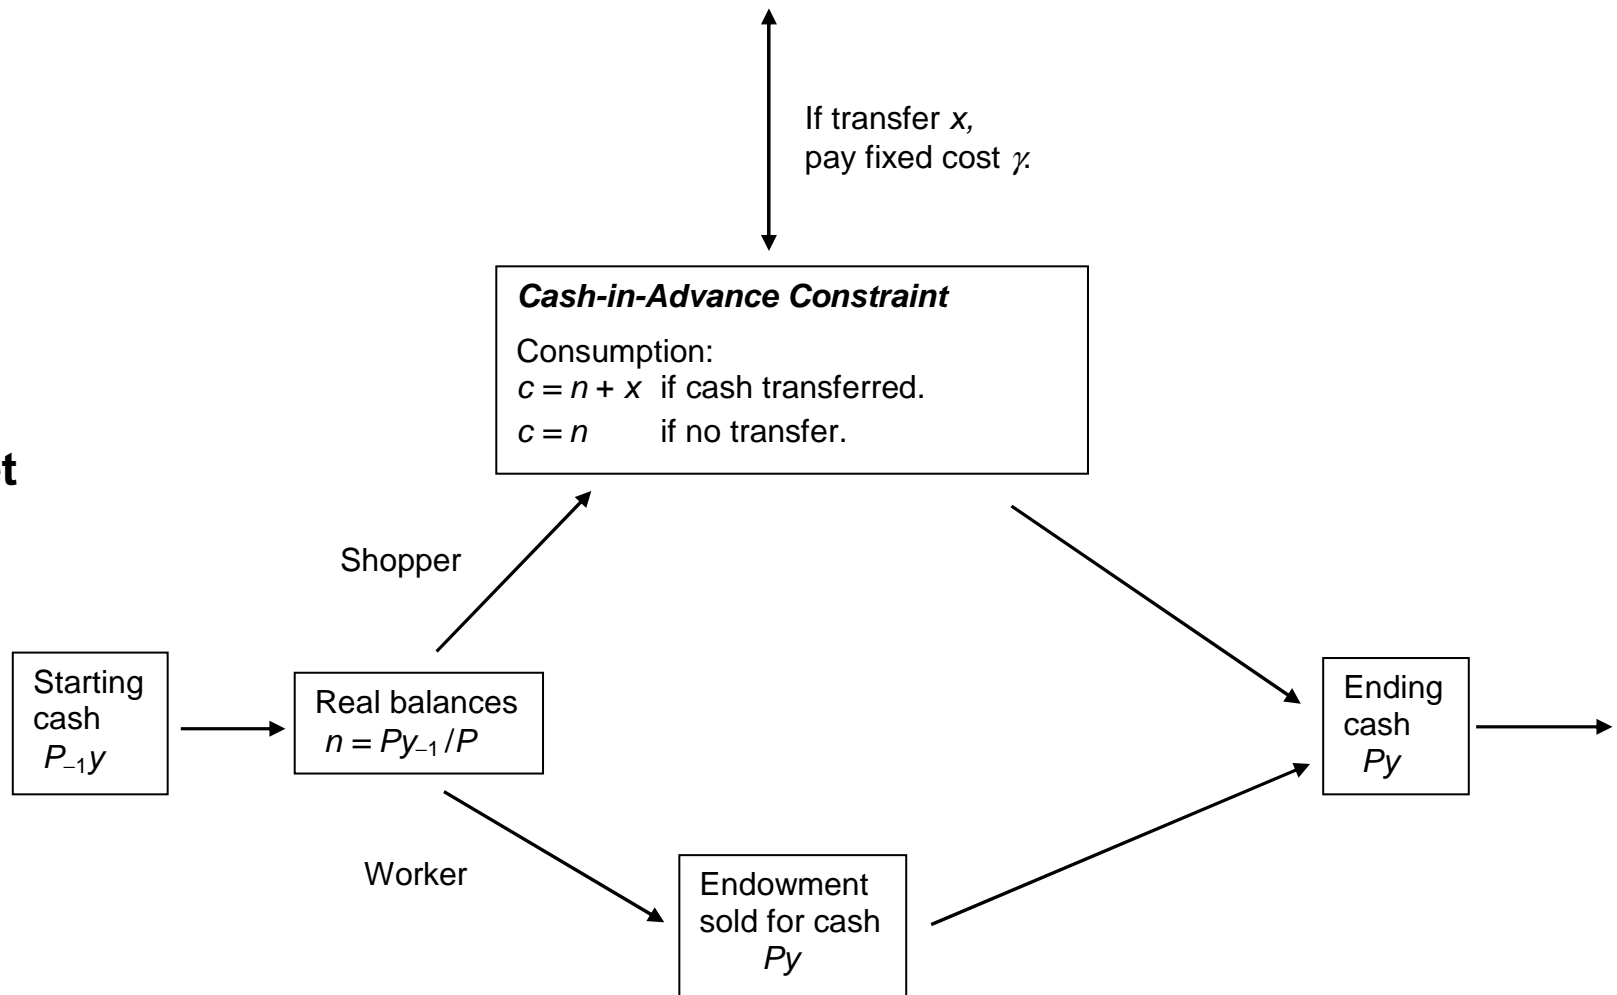 If transfer x,
pay fixed cost γ.
Cash-in-Advance Constraint
Consumption:
c = n + x if cash transferred.
c = n if no transfer.
t
Shopper
Starting
cash
P₋₁y
Real balances
n = Py₋₁ / P
Ending
cash
Py
Worker
Endowment
sold for cash
Py